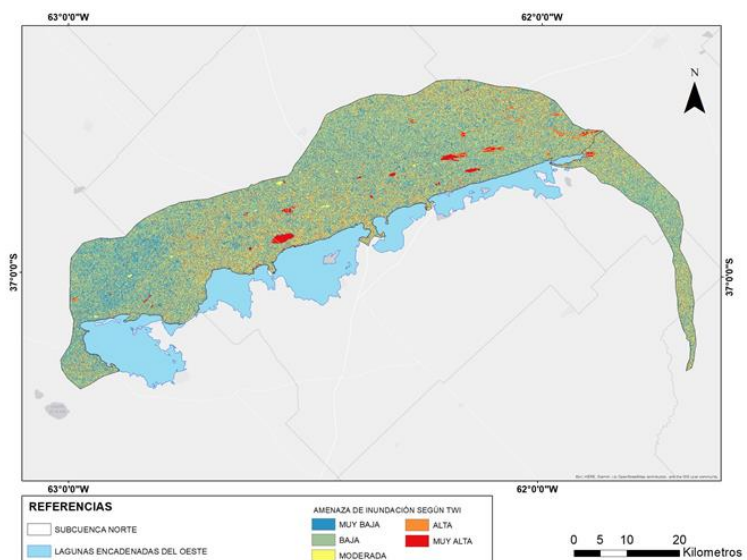 63°0'0"W 62°0'0"W
N
37°0'0"S 37°0'0"S
63°0'0"W 62°0'0"W
REFERENCIAS
SUBCUENCA NORTE
LAGUNAS ENCADENADAS DEL OESTE
AMENAZA DE INUNDACIÓN SEGÚN TWI
MUY BAJA
BAJA
MODERADA
ALTA
MUY ALTA
0 5 10 20
Kilometros